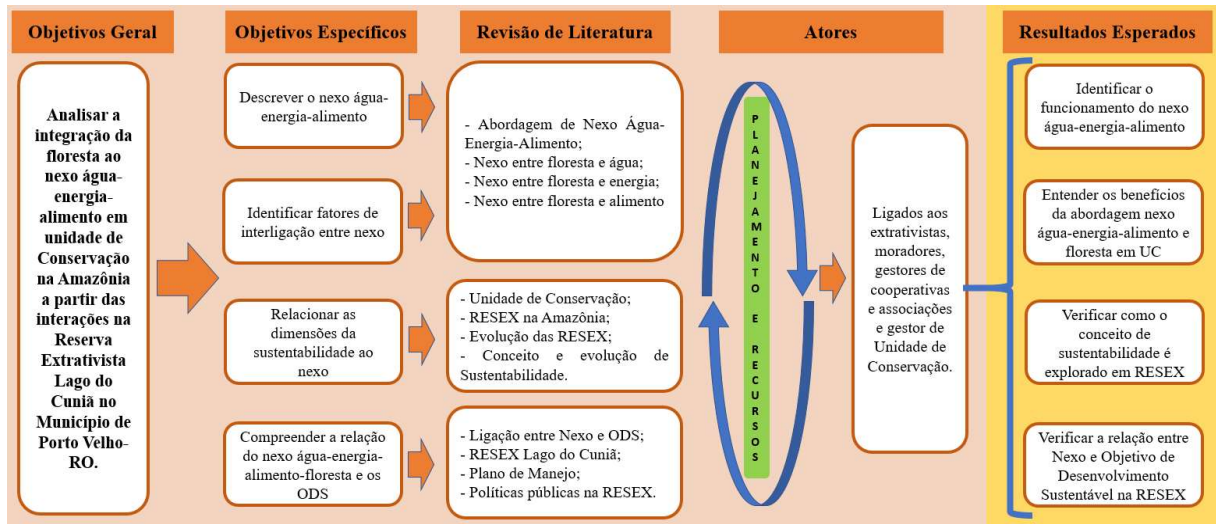 Objetivos Geral
Analisar a
integração da
floresta ao
nexo água-
energia-
alimento em
unidade de
Conservação
na Amazônia
a partir das
interações na
Reserva
Extrativista
Lago do
Cuniã no
Município de
Porto Velho-
RO.
Objetivos Específicos
Descrever o nexo água-
energia-alimento
Identificar fatores de
interligação entre nexo
Relacionar as
dimensões da
sustentabilidade ao
nexo
Compreender a relação
do nexo água-energia-
alimento-floresta e os
ODS
Revisão de Literatura
- Abordagem de Nexo Água-
Energia-Alimento;
- Nexo entre floresta e água;
- Nexo entre floresta e energia;
- Nexo entre floresta e alimento
- Unidade de Conservação;
- RESEX na Amazônia;
- Evolução das RESEX;
- Conceito e evolução de
Sustentabilidade.
- Ligação entre Nexo e ODS;
- RESEX Lago do Cuniã;
- Plano de Manejo;
- Políticas públicas na RESEX.
Atores
PLANEJAMENTO E RECURSOS
Ligados aos
extrativistas,
moradores,
gestores de
cooperativas
e associações
e gestor de
Unidade de
Conservação.
Resultados Esperados
Identificar o
funcionamento do nexo
água-energia-alimento
Entender os benefícios
da abordagem nexo
água-energia-alimento e
floresta em UC
Verificar como o
conceito de
sustentabilidade é
explorado em RESEX
Verificar a relação entre
Nexo e Objetivo de
Desenvolvimento
Sustentável na RESEX